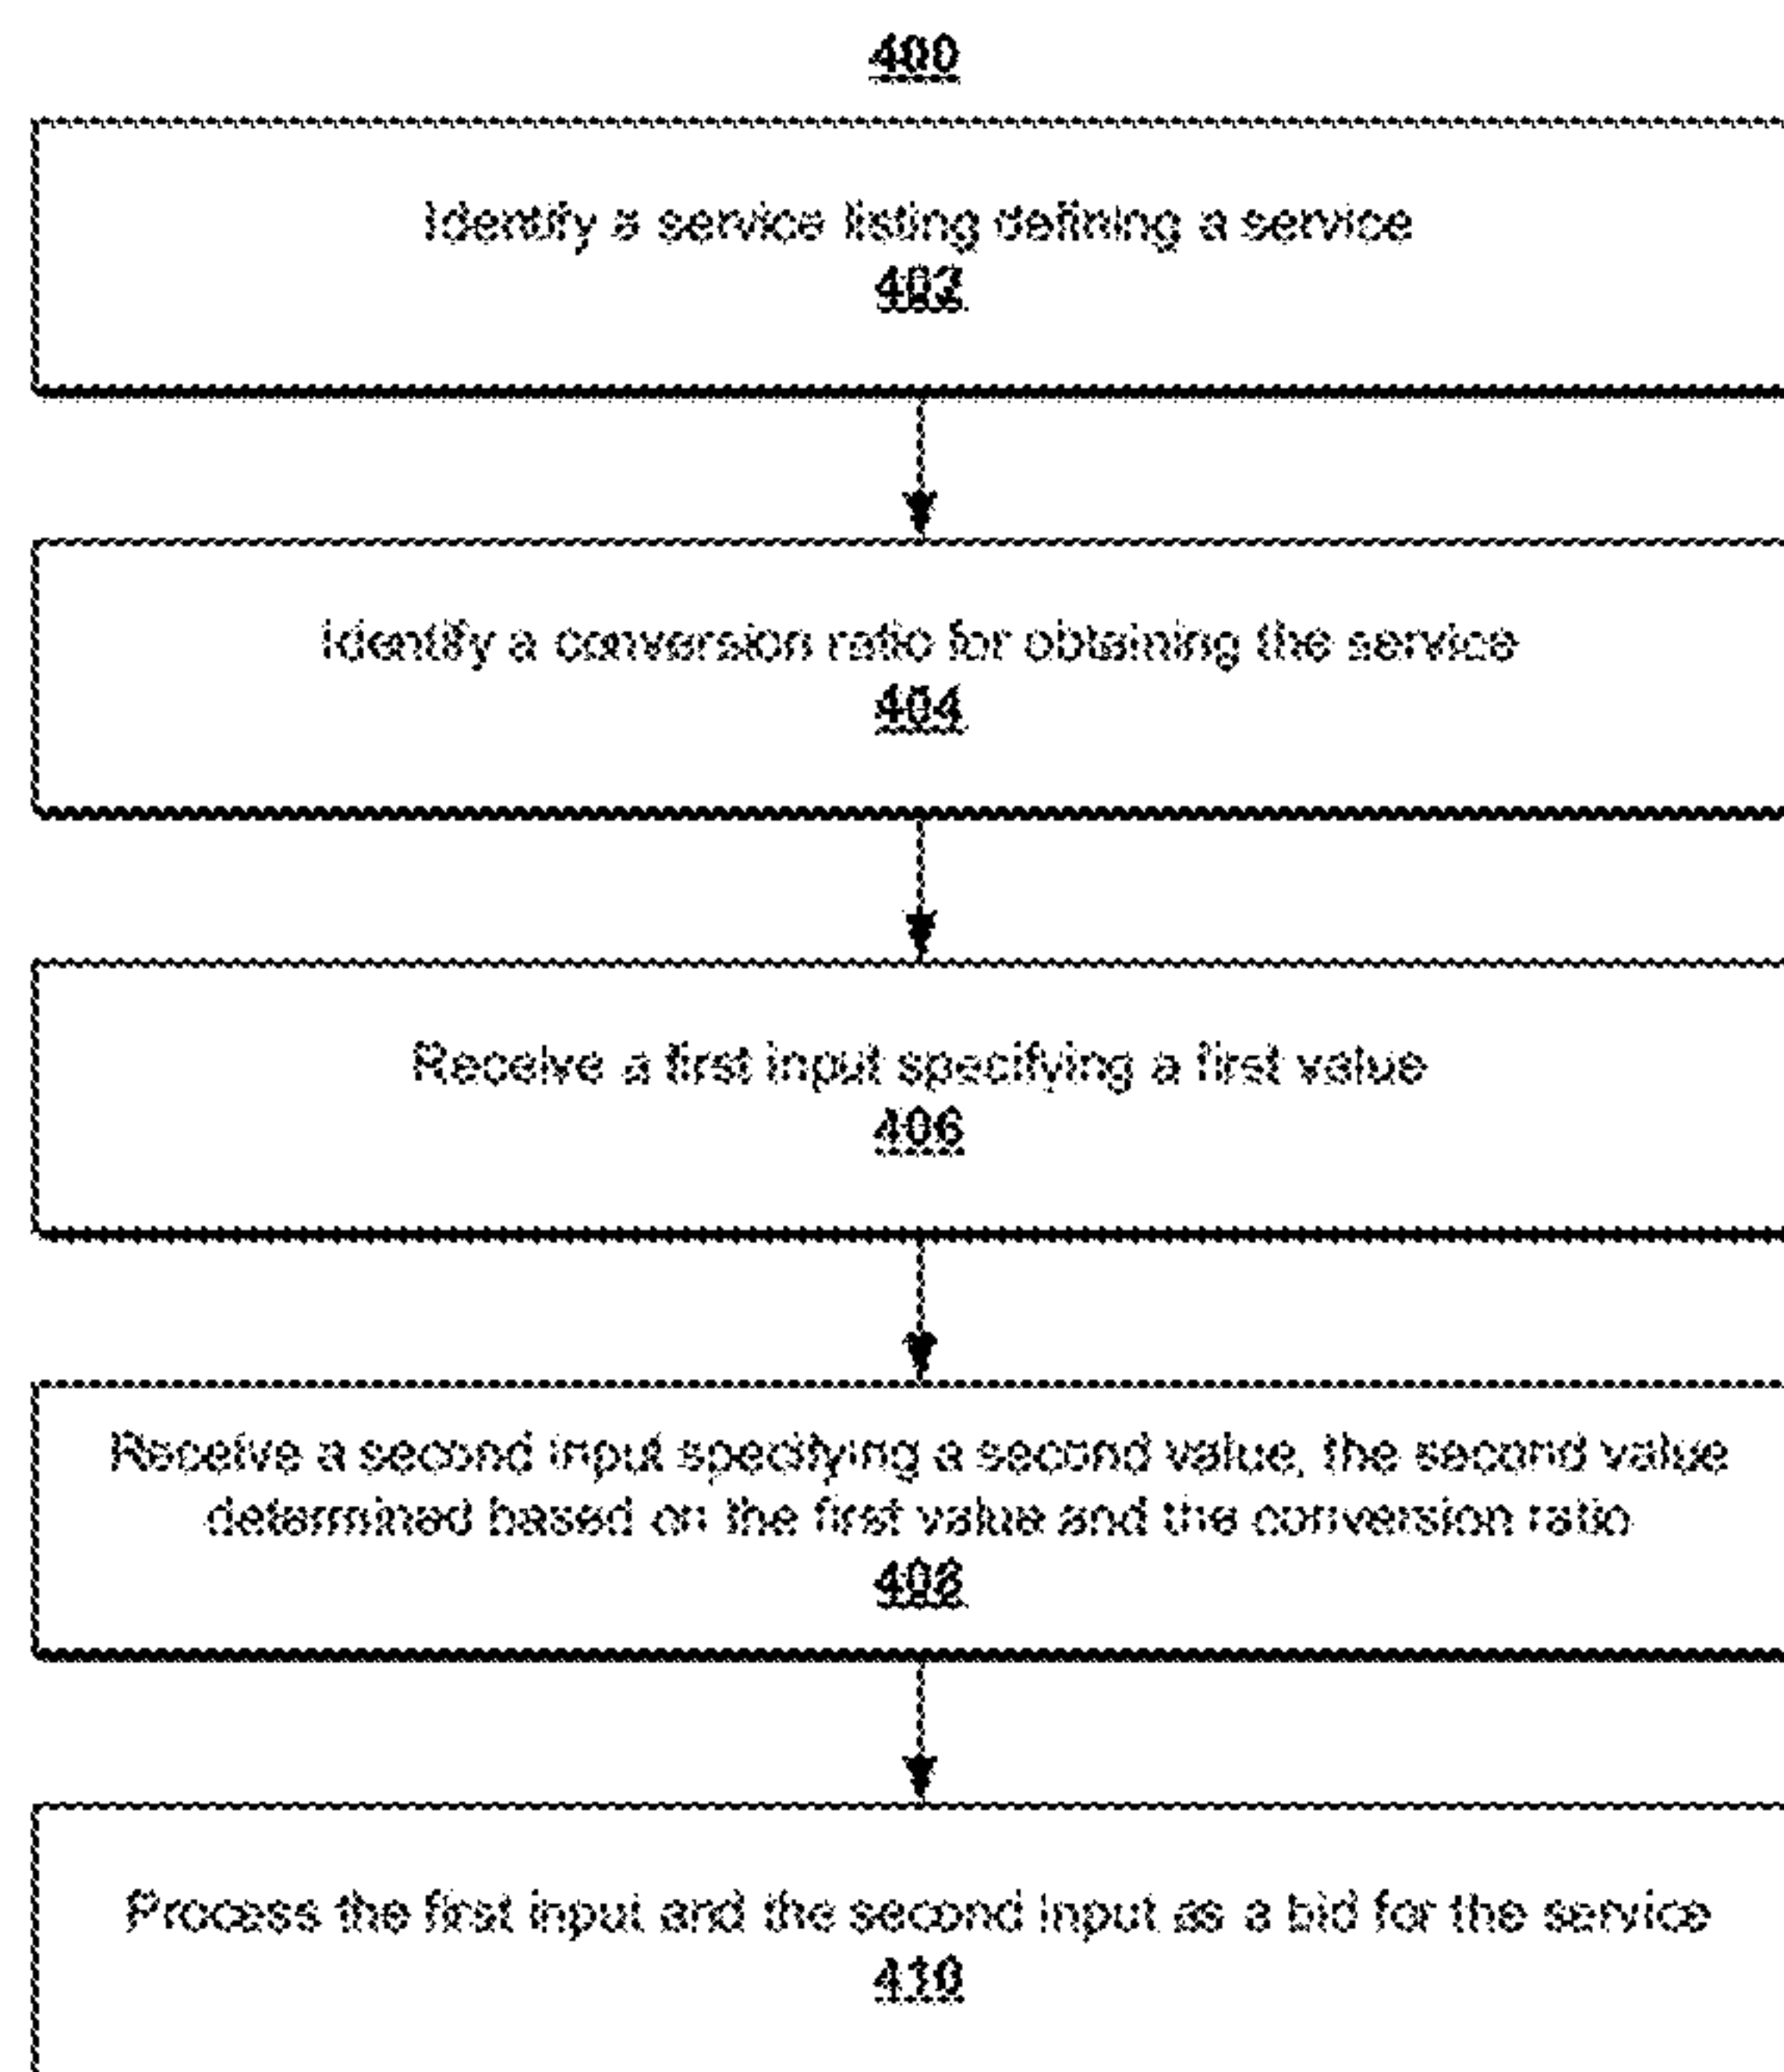 400
Identify a service listing defining a service
402
Identify a conversion ratio for obtaining the service
404
Receive a first input specifying a first value
406
Receive a second input specifying a second value, the second value
determined based on the first value and the conversion ratio
408
Process the first input and the second input as a bid for the service
410